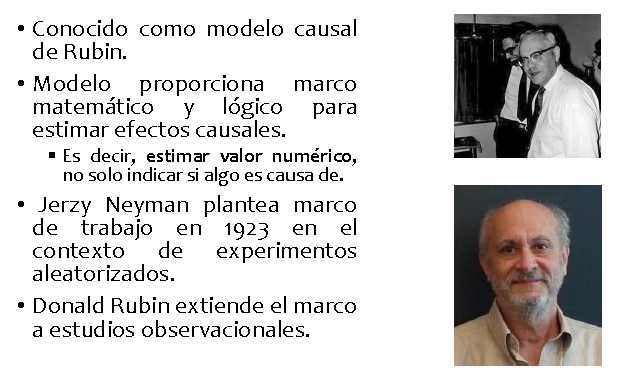 • Conocido como modelo causal
de Rubin.
• Modelo proporciona marco
matemático y lógico para
estimar efectos causales.
▪ Es decir, estimar valor numérico,
no solo indicar si algo es causa de.
• Jerzy Neyman plantea marco
de trabajo en 1923 en el
contexto de experimentos
aleatorizados.
• Donald Rubin extiende el marco
a estudios observacionales.